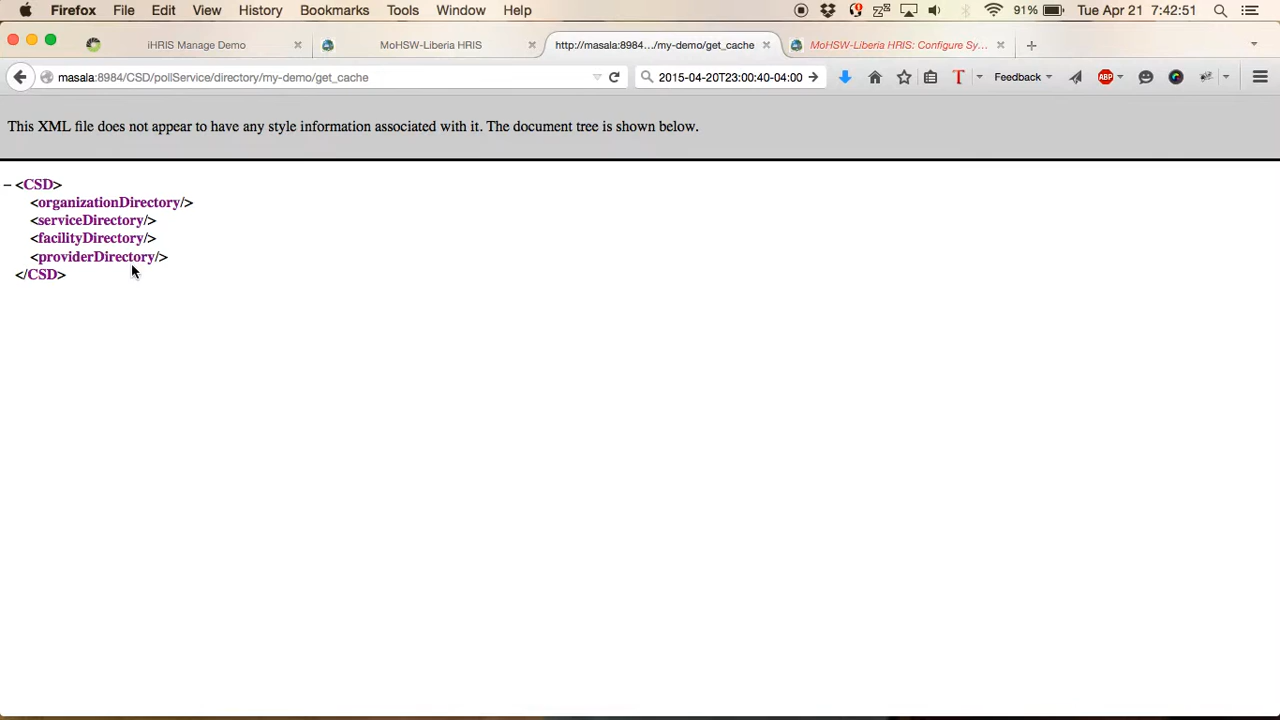 Firefox File Edit View History Bookmarks Tools Window Help 91% Tue Apr 21 7:42:51
iHRIS Manage Demo MoHSW-Liberia HRIS http://masala:8984.../my-demo/get_cache MoHSW-Liberia HRIS: Configure Sy...
masala:8984/CSD/pollService/directory/my-demo/get_cache 2015-04-20T23:00:40-04:00 T Feedback ABP
This XML file does not appear to have any style information associated with it. The document tree is shown below.
– <CSD>
<organizationDirectory/>
<serviceDirectory/>
<facilityDirectory/>
<providerDirectory/>
</CSD>